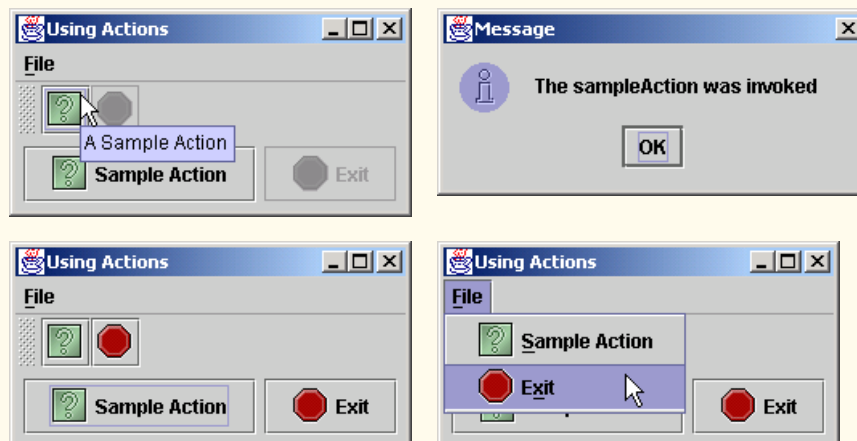 Using Actions
File
A Sample Action
Sample Action
Exit
Message
The sampleAction was invoked
OK
Using Actions
File
Sample Action
Exit
Using Actions
File
Sample Action
Exit
Exit